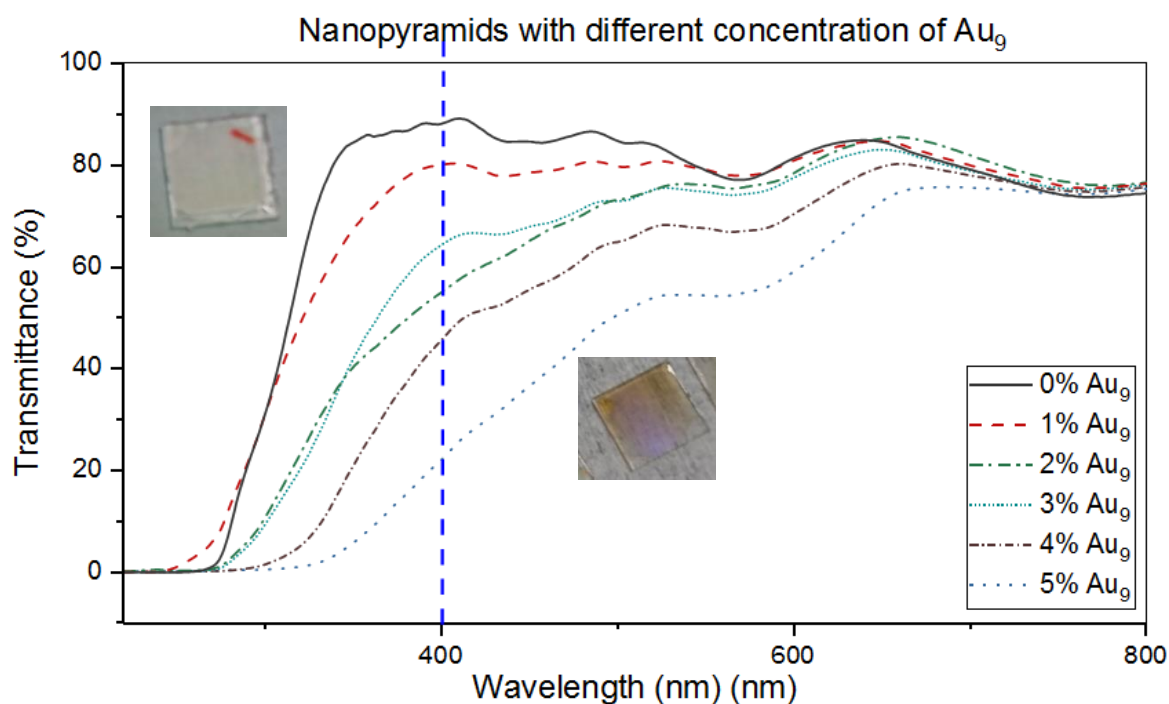 Nanopyramids with different concentration of Au₉
100
80
60
40
20
0
Transmittance (%)
400
600
800
Wavelength (nm) (nm)
0% Au₉
1% Au₉
2% Au₉
3% Au₉
4% Au₉
5% Au₉